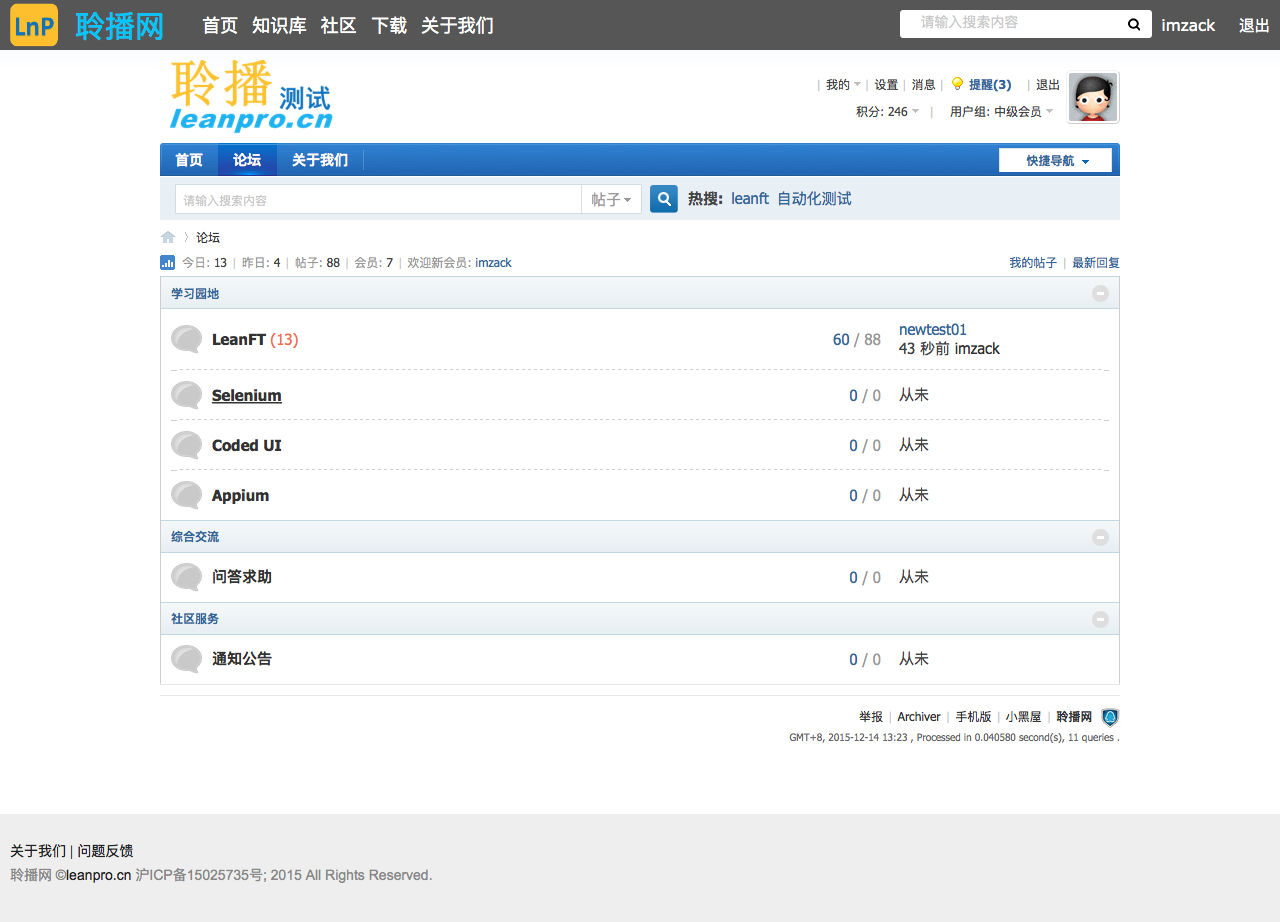 LnP 聆播网 首页 知识库 社区 下载 关于我们 请输入搜索内容 imzack 退出
聆播 测试
leanpro.cn
| 我的 | 设置 | 消息 | 提醒(3) | 退出
积分: 246 | 用户组: 中级会员
首页 论坛 关于我们 快捷导航
请输入搜索内容 帖子 热搜: leanft 自动化测试
〉 论坛
今日: 13 | 昨日: 4 | 帖子: 88 | 会员: 7 | 欢迎新会员: imzack 我的帖子 | 最新回复
学习园地
LeanFT (13) 60 / 88 newtest01
43 秒前 imzack
Selenium 0 / 0 从未
Coded UI 0 / 0 从未
Appium 0 / 0 从未
综合交流
问答求助 0 / 0 从未
社区服务
通知公告 0 / 0 从未
举报 | Archiver | 手机版 | 小黑屋 | 聆播网
GMT+8, 2015-12-14 13:23 , Processed in 0.040580 second(s), 11 queries .
关于我们 | 问题反馈
聆播网 ©leanpro.cn 沪ICP备15025735号; 2015 All Rights Reserved.